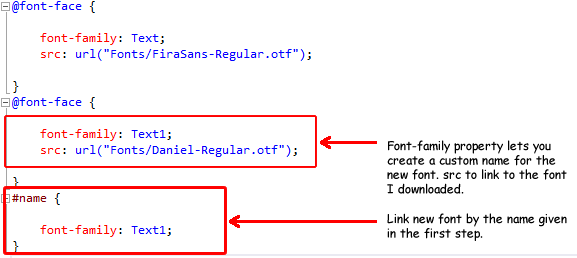 @font-face {
font-family: Text;
src: url("Fonts/FiraSans-Regular.otf");
}
@font-face {
font-family: Text1;
src: url("Fonts/Daniel-Regular.otf");
}
#name {
font-family: Text1;
}
Font-family property lets you
create a custom name for the
new font. src to link to the font
I downloaded.
Link new font by the name given
in the first step.